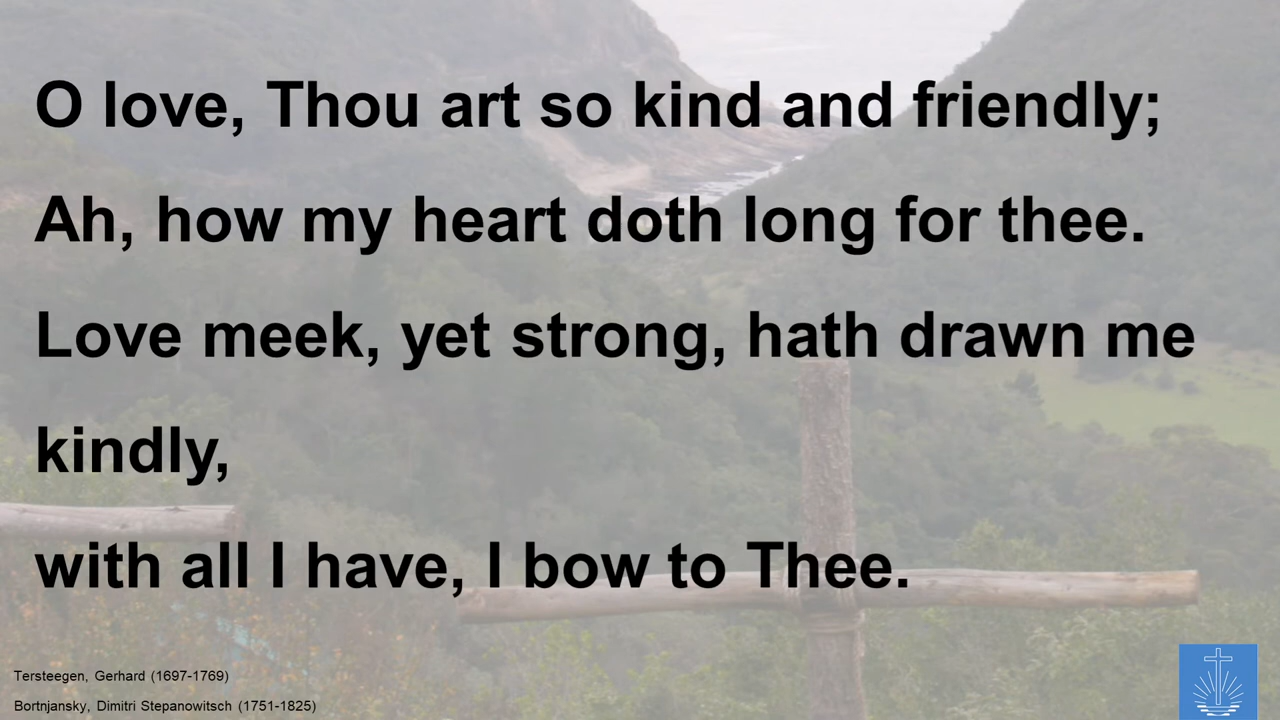 O love, Thou art so kind and friendly;
Ah, how my heart doth long for thee.
Love meek, yet strong, hath drawn me
kindly,
with all I have, I bow to Thee.
Tersteegen, Gerhard (1697-1769)
Bortnjansky, Dimitri Stepanowitsch (1751-1825)